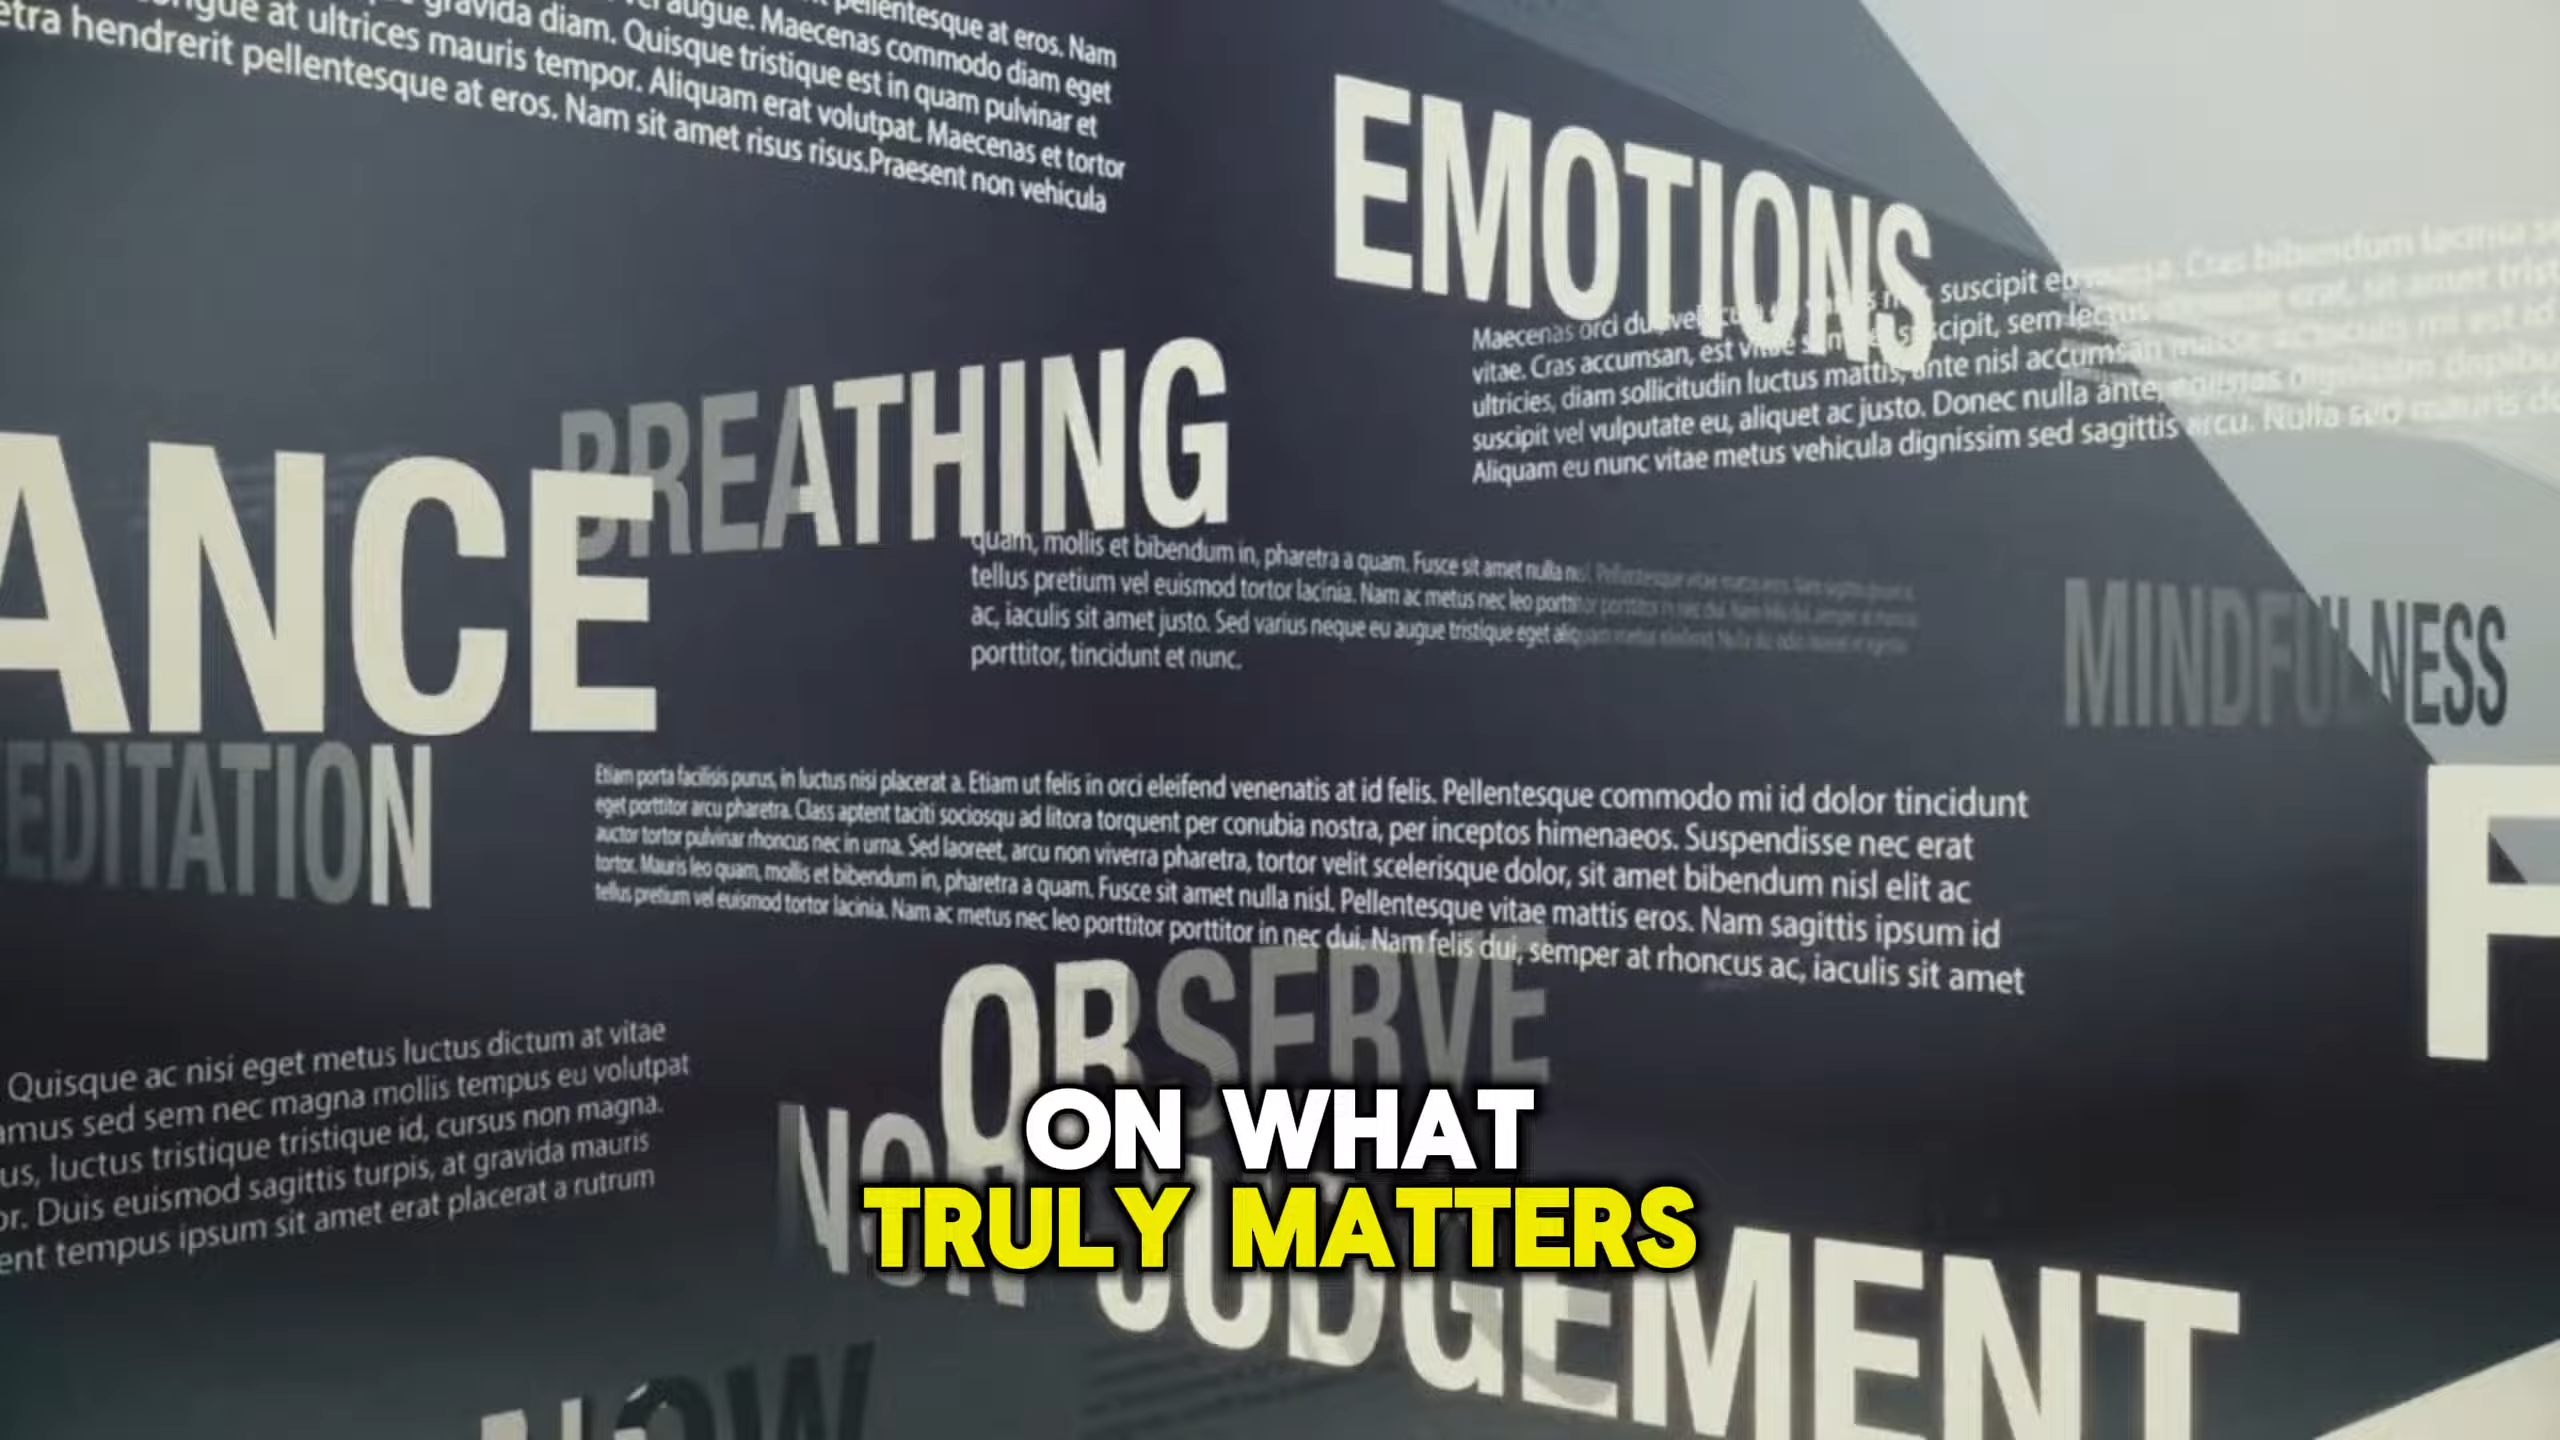 pellentesque at eros. Nam
augue. Maecenas commodo diam eget
gravida diam. Quisque tristique est in quam pulvinar et
at ultrices mauris tempor. Aliquam erat volutpat. Maecenas et tortor
hendrerit pellentesque at eros. Nam sit amet risus risus.Praesent non vehicula
EMOTIONS
suscipit
Maecenas orci
vitae. Cras accumsan, est
ultricies, diam sollicitudin luctus mattis, ante nisl accumsan
suscipit vel vulputate eu, aliquet ac justo. Donec nulla ante,
Aliquam eu nunc vitae metus vehicula dignissim sed sagittis arcu. Nulla sed mauris
BREATHING
ANCE
quam, mollis et bibendum in, pharetra a quam. Fusce sit amet nulla
tellus pretium vel euismod tortor lacinia. Nam ac metus nec leo porttitor
ac, iaculis sit amet justo. Sed varius neque eu augue tristique eget
porttitor, tincidunt et nunc.
MINDFULNESS
EDITATION
F
Etiam porta facilisis purus, in luctus nisi placerat a. Etiam ut felis in orci eleifend venenatis at id felis. Pellentesque commodo mi id dolor tincidunt
eget porttitor arcu pharetra. Class aptent taciti sociosqu ad litora torquent per conubia nostra, per inceptos himenaeos. Suspendisse nec erat
auctor tortor pulvinar rhoncus nec in urna. Sed laoreet, arcu non viverra pharetra, tortor velit scelerisque dolor, sit amet bibendum nisl elit ac
tortor. Mauris leo quam, mollis et bibendum in, pharetra a quam. Fusce sit amet nulla nisl. Pellentesque vitae mattis eros. Nam sagittis ipsum id
tellus pretium vel euismod tortor lacinia. Nam ac metus nec leo porttitor porttitor in nec dui. Nam felis dui, semper at rhoncus ac, iaculis sit amet
OBSERVE
Quisque ac nisi eget metus luctus dictum at vitae
amus sed sem nec magna mollis tempus eu volutpat
us, luctus tristique tristique id, cursus non magna.
or. Duis euismod sagittis turpis, at gravida mauris
ent tempus ipsum sit amet erat placerat a rutrum
NON JUDGEMENT
ON WHAT
TRULY MATTERS
NOW